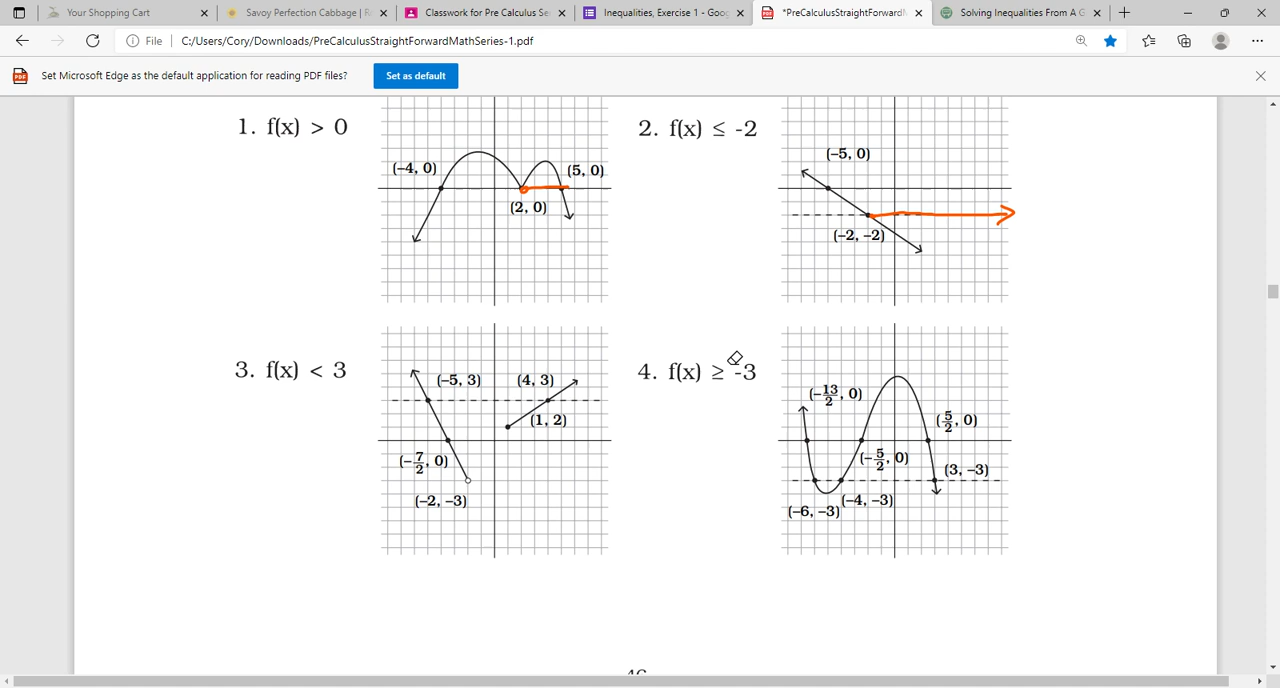 Your Shopping Cart
Savoy Perfection Cabbage | R
Classwork for Pre Calculus Se
Inequalities, Exercise 1 - Goog
*PreCalculusStraightForwardM
Solving Inequalities From A G
File | C:/Users/Cory/Downloads/PreCalculusStraightForwardMathSeries-1.pdf
Set Microsoft Edge as the default application for reading PDF files?
Set as default
1. f(x) > 0
(−4, 0)
(5, 0)
(2, 0)
2. f(x) ≤ -2
(−5, 0)
(−2, −2)
3. f(x) < 3
(−5, 3)
(4, 3)
(1, 2)
(−7/2, 0)
(−2, −3)
4. f(x) ≥ -3
(−13/2, 0)
(5/2, 0)
(−5/2, 0)
(3, −3)
(−4, −3)
(−6, −3)